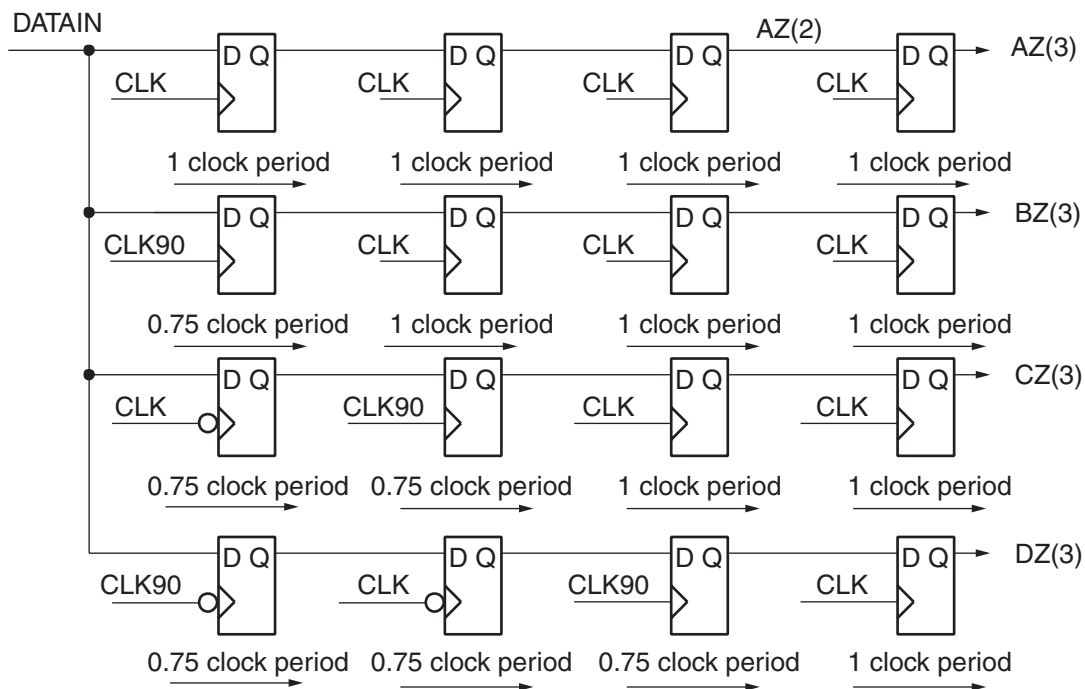 DATAIN
AZ(2)
D Q D Q D Q D Q AZ(3)
CLK CLK CLK CLK
1 clock period 1 clock period 1 clock period 1 clock period
D Q D Q D Q D Q BZ(3)
CLK90 CLK CLK CLK
0.75 clock period 1 clock period 1 clock period 1 clock period
D Q D Q D Q D Q CZ(3)
CLK CLK90 CLK CLK
0.75 clock period 0.75 clock period 1 clock period 1 clock period
D Q D Q D Q D Q DZ(3)
CLK90 CLK CLK90 CLK
0.75 clock period 0.75 clock period 0.75 clock period 1 clock period